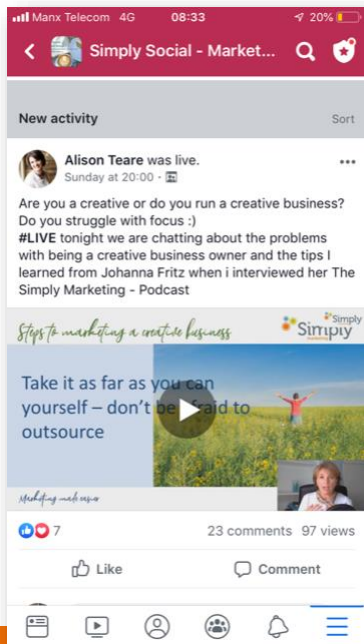 Manx Telecom 4G 08:33 20%
Simply Social - Market...
New activity Sort
Alison Teare was live.
Sunday at 20:00 ·
Are you a creative or do you run a creative business?
Do you struggle with focus :)
#LIVE tonight we are chatting about the problems
with being a creative business owner and the tips I
learned from Johanna Fritz when i interviewed her The
Simply Marketing - Podcast
Steps to marketing a creative business
Simply
Simply
marketing
Take it as far as you can
yourself – don't be afraid to
outsource
Marketing made easier
7 23 comments 97 views
Like Comment